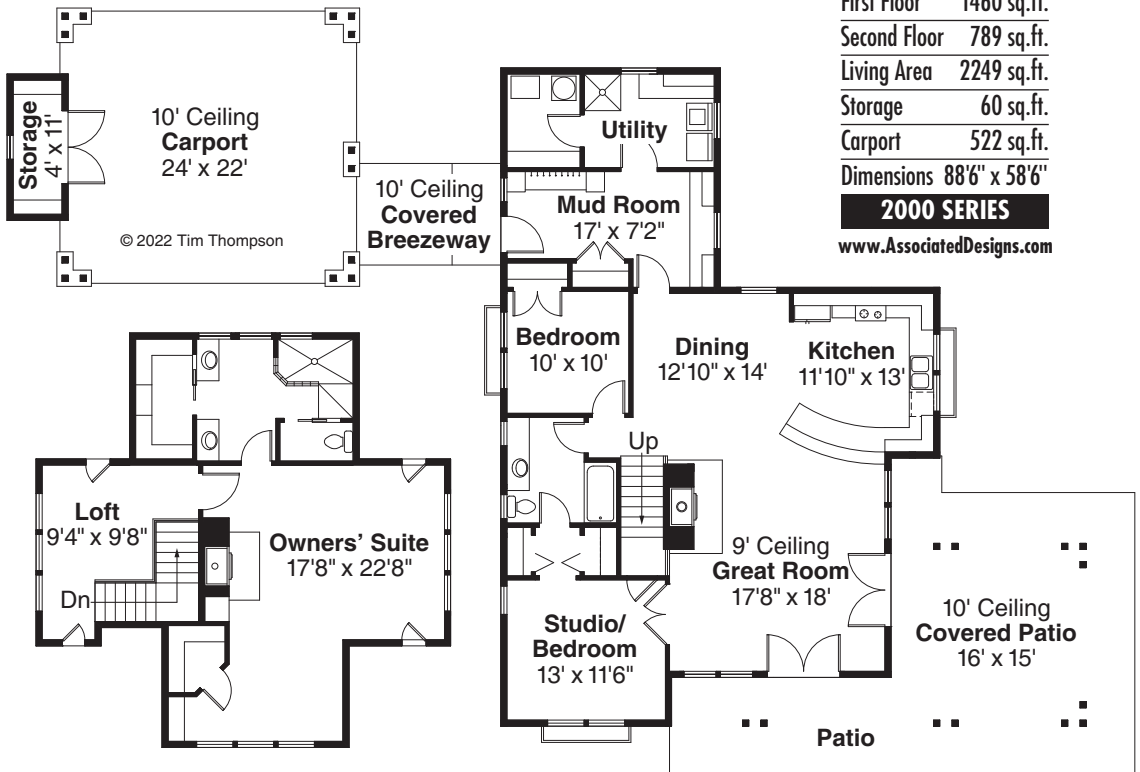 First Floor 1460 sq.ft.
Second Floor 789 sq.ft.
Living Area 2249 sq.ft.
Storage 60 sq.ft.
Carport 522 sq.ft.
Dimensions 88'6" x 58'6"
2000 SERIES
www.AssociatedDesigns.com
Storage
4' x 11'
10' Ceiling
Carport
24' x 22'
© 2022 Tim Thompson
10' Ceiling
Covered
Breezeway
Utility
Mud Room
17' x 7'2"
Bedroom
10' x 10'
Dining
12'10" x 14'
Kitchen
11'10" x 13'
Up
Loft
9'4" x 9'8"
Dn
Owners' Suite
17'8" x 22'8"
9' Ceiling
Great Room
17'8" x 18'
Studio/
Bedroom
13' x 11'6"
10' Ceiling
Covered Patio
16' x 15'
Patio